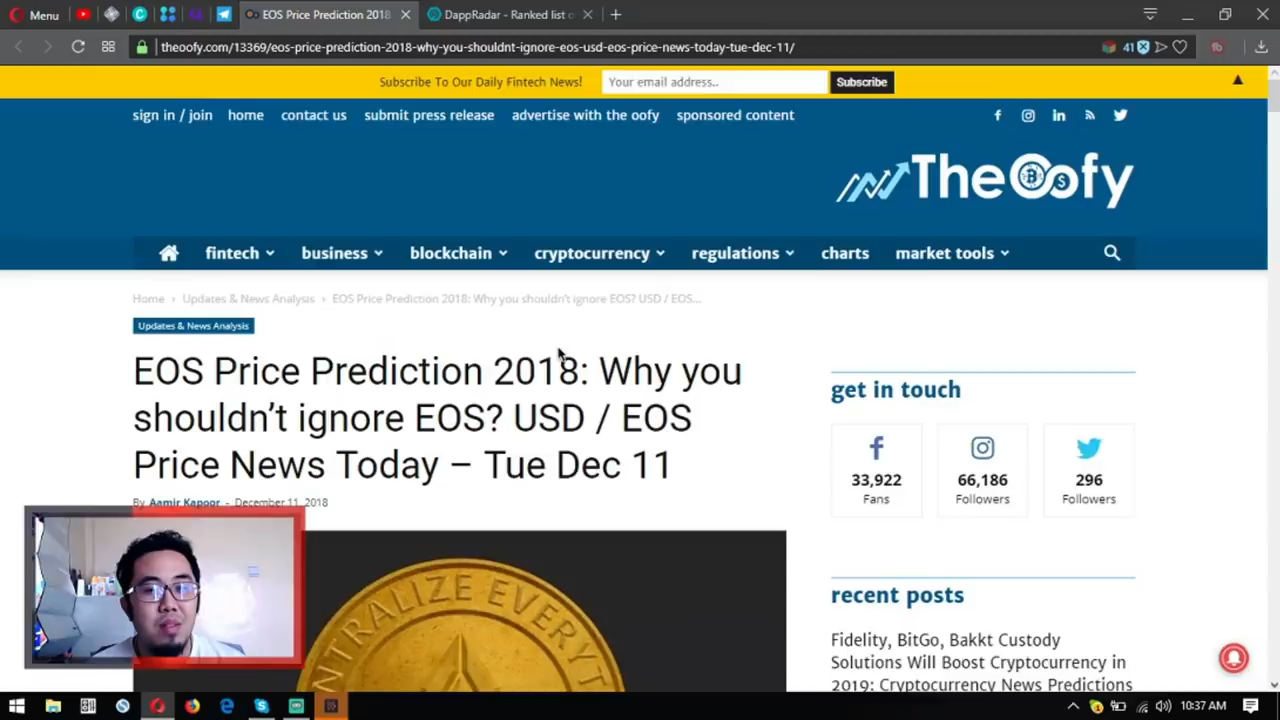 Menu
EOS Price Prediction 2018
DappRadar - Ranked list o
theoofy.com/13369/eos-price-prediction-2018-why-you-shouldnt-ignore-eos-usd-eos-price-news-today-tue-dec-11/
41
Subscribe To Our Daily Fintech News!
Your email address..
Subscribe
sign in / join
home
contact us
submit press release
advertise with the oofy
sponsored content
The Oofy
fintech
business
blockchain
cryptocurrency
regulations
charts
market tools
Home › Updates & News Analysis › EOS Price Prediction 2018: Why you shouldn't ignore EOS? USD / EOS...
Updates & News Analysis
EOS Price Prediction 2018: Why you
shouldn't ignore EOS? USD / EOS
Price News Today – Tue Dec 11
By Aamir Kapoor - December 11, 2018
NTRALIZE EVERYT
get in touch
33,922
Fans
66,186
Followers
296
Followers
recent posts
Fidelity, BitGo, Bakkt Custody
Solutions Will Boost Cryptocurrency in
2019: Cryptocurrency News Predictions
10:37 AM